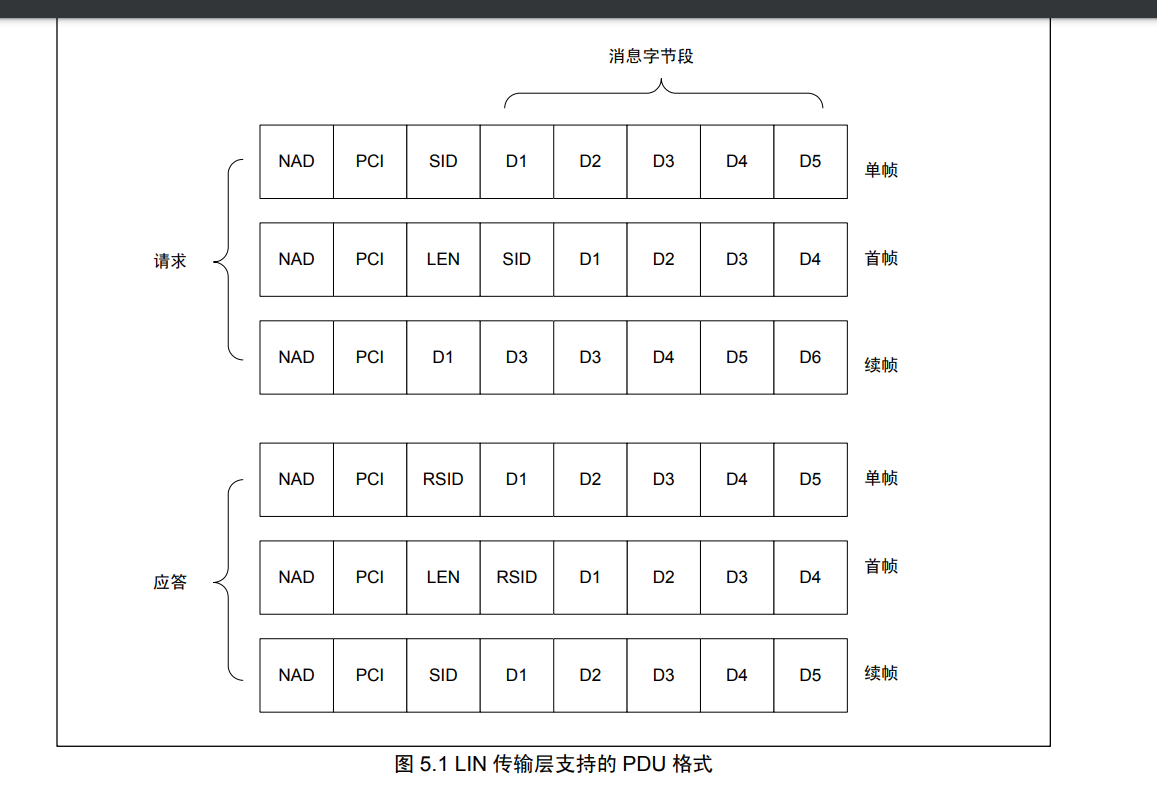 消息字节段
NAD PCI SID D1 D2 D3 D4 D5 单帧
请求
NAD PCI LEN SID D1 D2 D3 D4 首帧
NAD PCI D1 D3 D3 D4 D5 D6 续帧
NAD PCI RSID D1 D2 D3 D4 D5 单帧
应答
NAD PCI LEN RSID D1 D2 D3 D4 首帧
NAD PCI SID D1 D2 D3 D4 D5 续帧
图 5.1 LIN 传输层支持的 PDU 格式